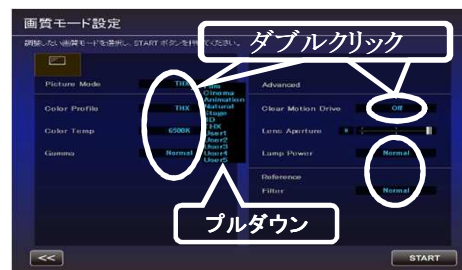 画質モード設定
調整したい画質モードを選択し、START ボタンを押してください。
ダブルクリック
Picture Mode
THX
Film
Cinema
Animation
Natural
Stage
3D
THX
User1
User2
User3
User4
User5
Color Profile
THX
Color Temp
6500K
Gamma
Normal
Advanced
Clear Motion Drive
Off
Lens Aperture
0
Lamp Power
Normal
Reference
Filter
Normal
プルダウン
<<
START